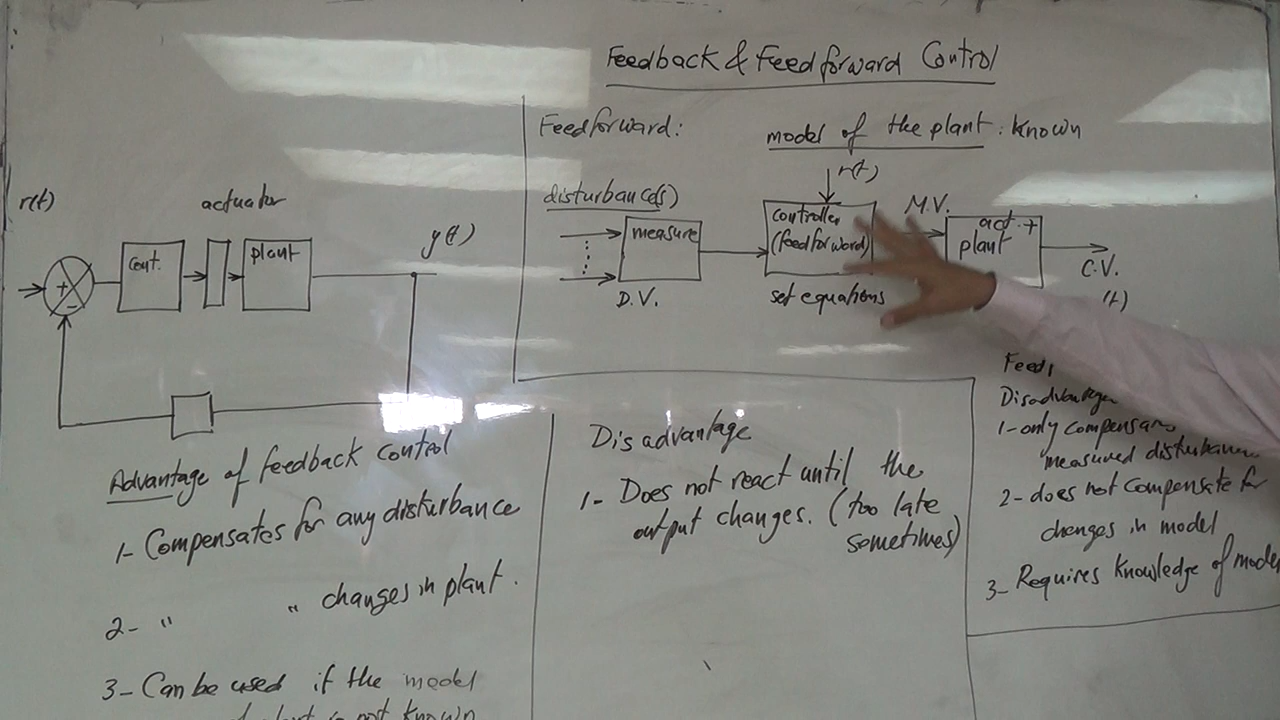 Feedback & Feedforward Control
r(t)
actuator
cont.
plant
y(t)
+
-
Advantage of feedback control
1- Compensates for any disturbance
2- " " changes in plant.
3- Can be used if the model
is not known
Feedforward:
model of the plant: known
r(t)
disturbance(s)
measure
D.V.
controller
(feedforward)
set equations
M.V.
act. +
plant
C.V.
(t)
Disadvantage
1- Does not react until the
output changes. (too late
sometimes)
1- only
measured
2- does not compensate for
changes in model
3- Requires knowledge of